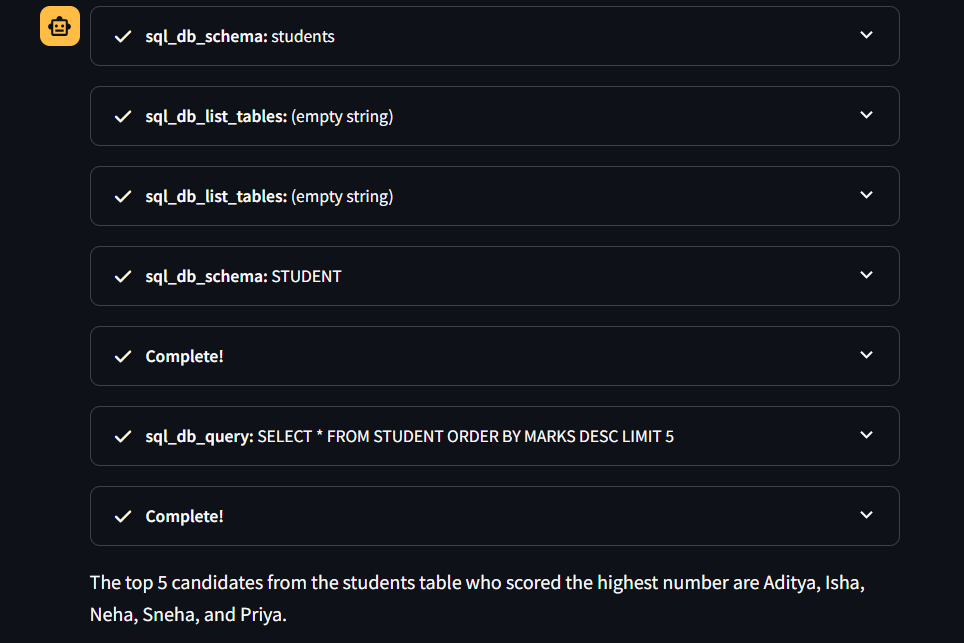 sql_db_schema: students
sql_db_list_tables: (empty string)
sql_db_list_tables: (empty string)
sql_db_schema: STUDENT
Complete!
sql_db_query: SELECT * FROM STUDENT ORDER BY MARKS DESC LIMIT 5
Complete!
The top 5 candidates from the students table who scored the highest number are Aditya, Isha,
Neha, Sneha, and Priya.